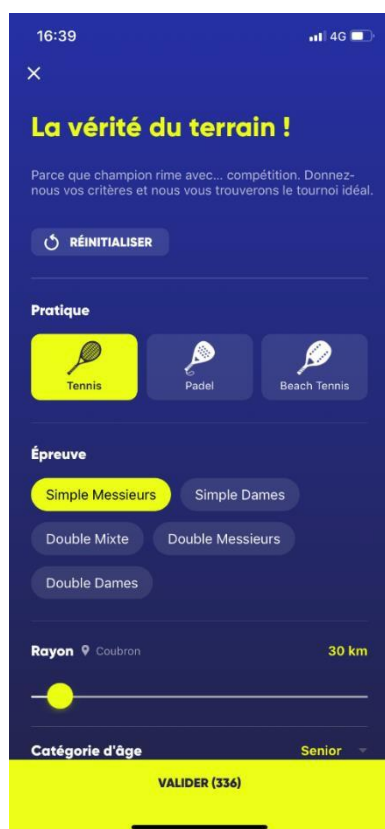 16:39
4G
La vérité du terrain !
Parce que champion rime avec... compétition. Donnez-
nous vos critères et nous vous trouverons le tournoi idéal.
RÉINITIALISER
Pratique
Tennis
Padel
Beach Tennis
Épreuve
Simple Messieurs
Simple Dames
Double Mixte
Double Messieurs
Double Dames
Rayon Coubron
30 km
Catégorie d'âge
Senior
VALIDER (336)